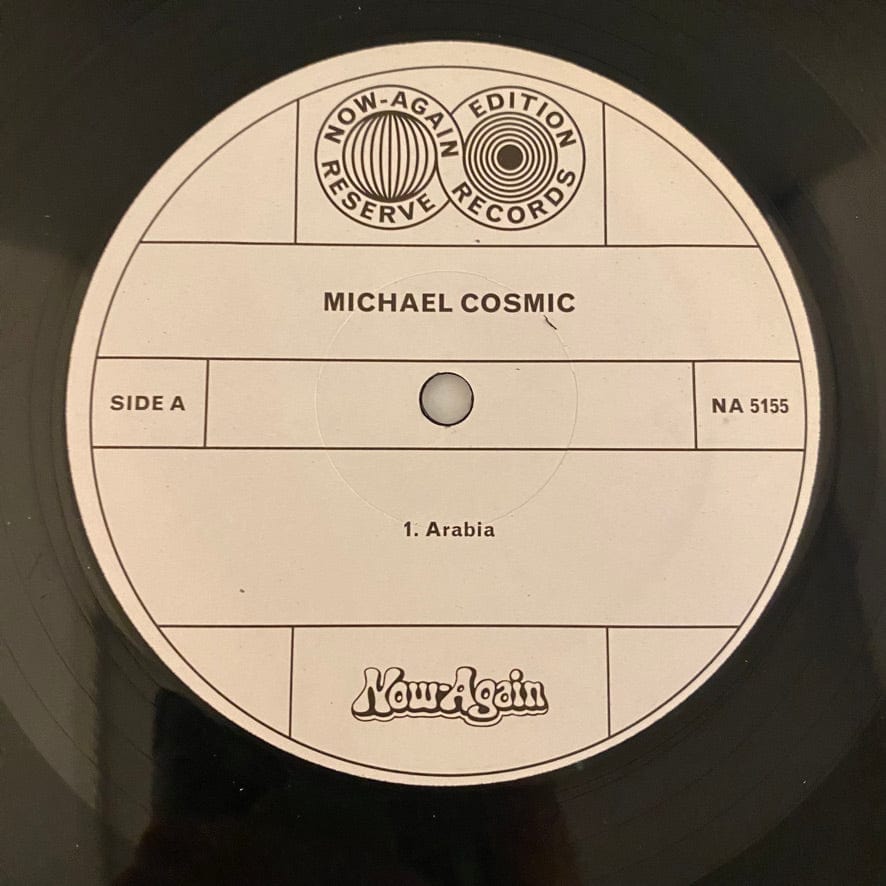 NOW-AGAIN
RESERVE
EDITION
RECORDS
MICHAEL COSMIC
SIDE A
NA 5155
1. Arabia
Now-Again